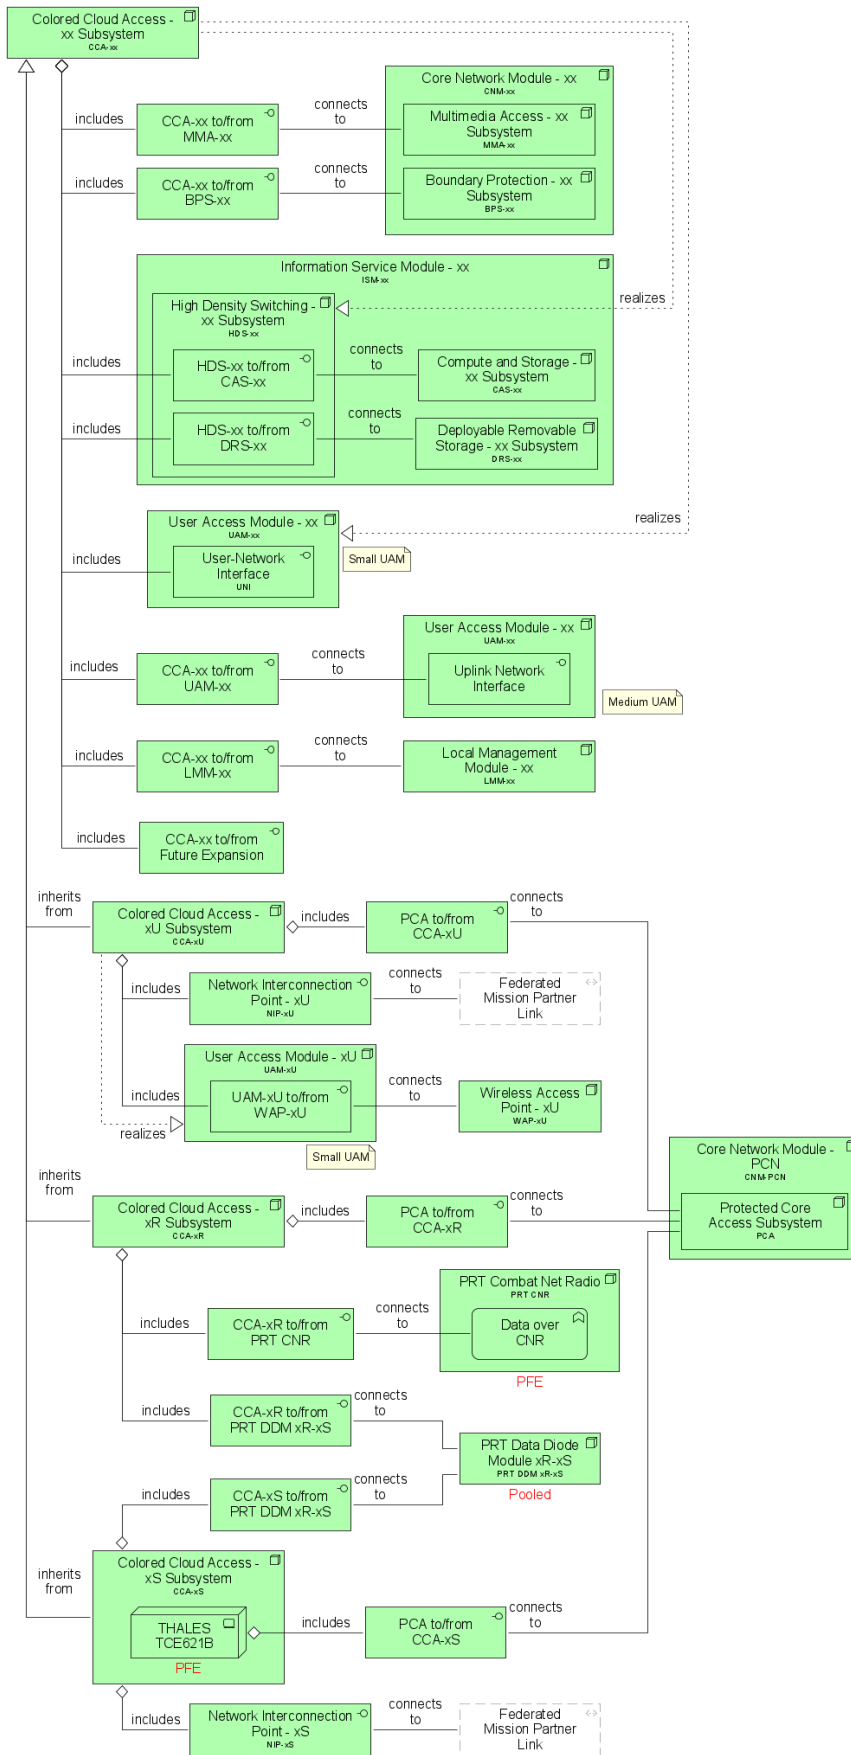 Colored Cloud Access -
xx Subsystem
CCA-xx
Core Network Module - xx
CNM-xx
includes
CCA-xx to/from
MMA-xx
connects
to
Multimedia Access - xx
Subsystem
MMA-xx
includes
CCA-xx to/from
BPS-xx
connects
to
Boundary Protection - xx
Subsystem
BPS-xx
Information Service Module - xx
ISM-xx
realizes
High Density Switching -
xx Subsystem
HDS-xx
includes
HDS-xx to/from
CAS-xx
connects
to
Compute and Storage -
xx Subsystem
CAS-xx
includes
HDS-xx to/from
DRS-xx
connects
to
Deployable Removable
Storage - xx Subsystem
DRS-xx
realizes
User Access Module - xx
UAM-xx
Small UAM
includes
User-Network
Interface
UNI
User Access Module - xx
UAM-xx
includes
CCA-xx to/from
UAM-xx
connects
to
Uplink Network
Interface
Medium UAM
includes
CCA-xx to/from
LMM-xx
connects
to
Local Management
Module - xx
LMM-xx
includes
CCA-xx to/from
Future Expansion
inherits
from
Colored Cloud Access -
xU Subsystem
CCA-xU
includes
PCA to/from
CCA-xU
connects
to
includes
Network Interconnection
Point - xU
NIP-xU
connects
to
Federated
Mission Partner
Link
User Access Module - xU
UAM-xU
includes
UAM-xU to/from
WAP-xU
connects
to
Wireless Access
Point - xU
WAP-xU
realizes
Small UAM
Core Network Module -
PCN
CNM-PCN
Protected Core
Access Subsystem
PCA
inherits
from
Colored Cloud Access -
xR Subsystem
CCA-xR
includes
PCA to/from
CCA-xR
connects
to
PRT Combat Net Radio
PRT CNR
includes
CCA-xR to/from
PRT CNR
connects
to
Data over
CNR
PFE
includes
CCA-xR to/from
PRT DDM xR-xS
connects
to
PRT Data Diode
Module xR-xS
PRT DDM xR-xS
Pooled
includes
CCA-xS to/from
PRT DDM xR-xS
connects
to
inherits
from
Colored Cloud Access -
xS Subsystem
CCA-xS
THALES
TCE621B
PFE
includes
PCA to/from
CCA-xS
connects
to
includes
Network Interconnection
Point - xS
NIP-xS
connects
to
Federated
Mission Partner
Link